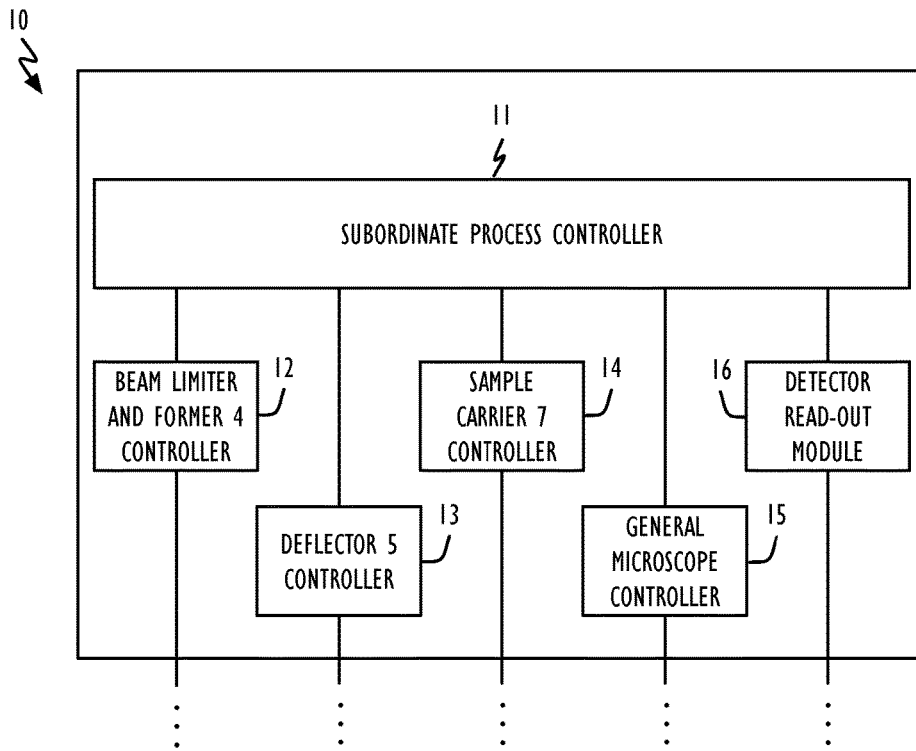 10
11
SUBORDINATE PROCESS CONTROLLER
BEAM LIMITER
AND FORMER 4
CONTROLLER
12
SAMPLE
CARRIER 7
CONTROLLER
14
16
DETECTOR
READ-OUT
MODULE
DEFLECTOR 5
CONTROLLER
13
GENERAL
MICROSCOPE
CONTROLLER
15